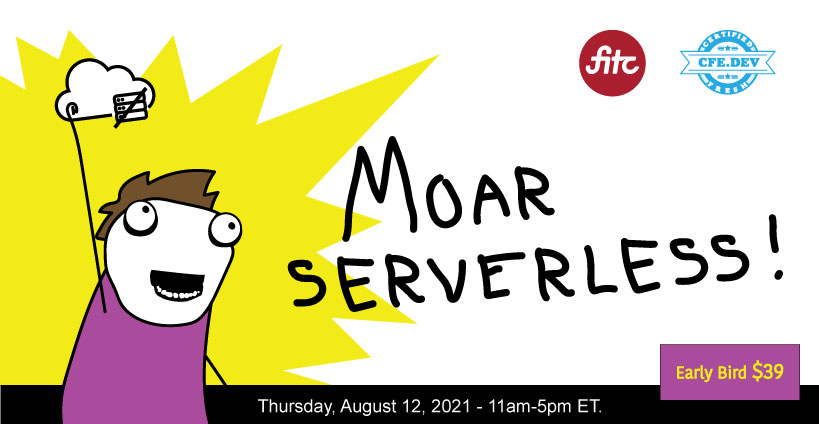 fitc
CERTIFIED
CFE.DEV
FRESH
MOAR
SERVERLESS!
Early Bird $39
Thursday, August 12, 2021 - 11am-5pm ET.